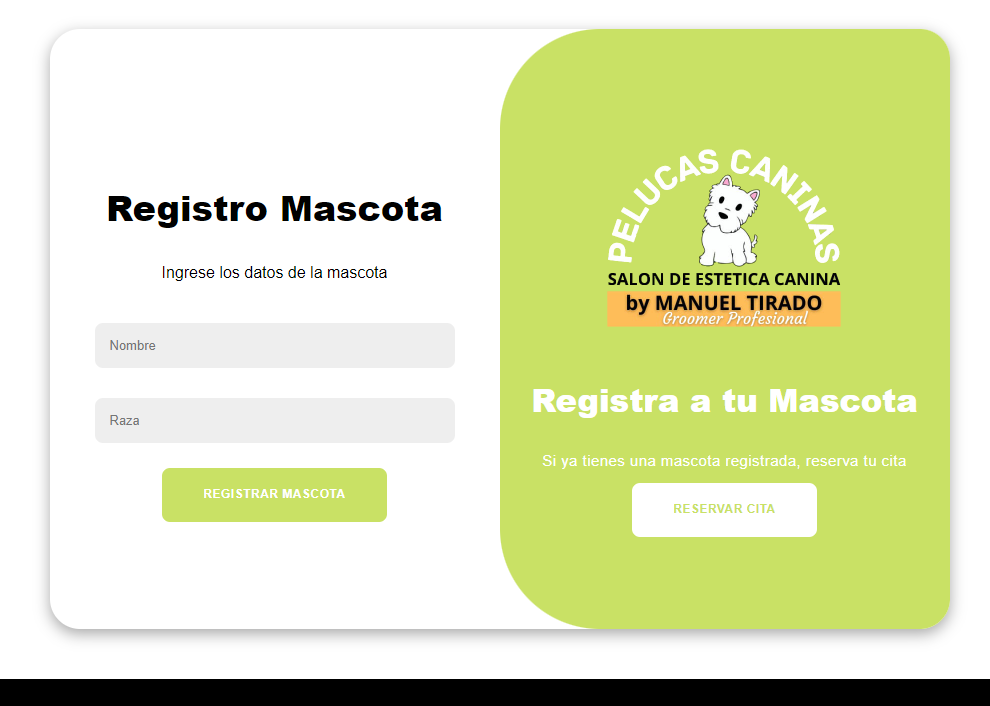 Registro Mascota
Ingrese los datos de la mascota
Nombre
Raza
REGISTRAR MASCOTA
PELUCAS CANINAS
SALON DE ESTETICA CANINA
by MANUEL TIRADO
Groomer Profesional
Registra a tu Mascota
Si ya tienes una mascota registrada, reserva tu cita
RESERVAR CITA